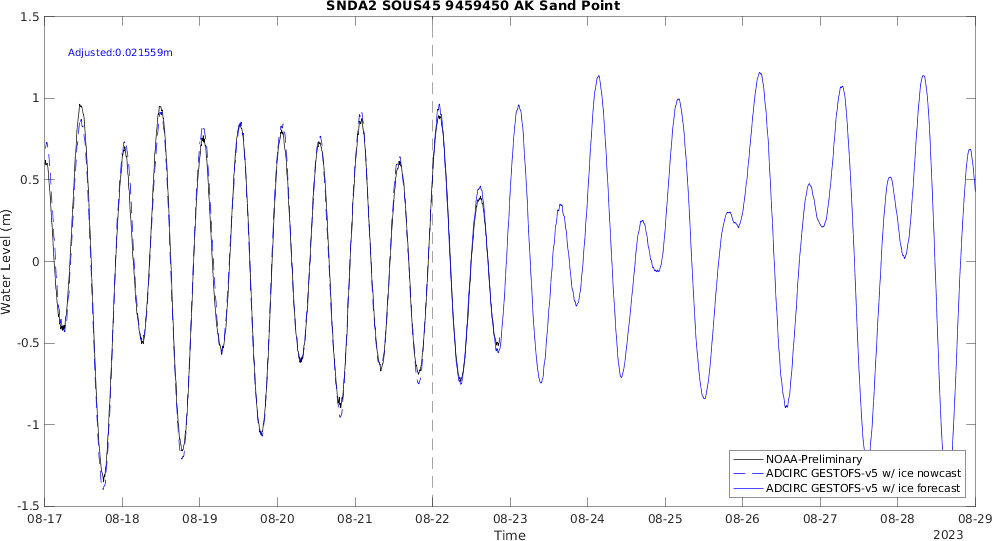 SNDA2 SOUS45 9459450 AK Sand Point
Adjusted:0.021559m
1.5
1
0.5
0
-0.5
-1
-1.5
Water Level (m)
NOAA-Preliminary
ADCIRC GESTOFS-v5 w/ ice nowcast
ADCIRC GESTOFS-v5 w/ ice forecast
08-17 08-18 08-19 08-20 08-21 08-22 08-23 08-24 08-25 08-26 08-27 08-28 08-29
Time
2023